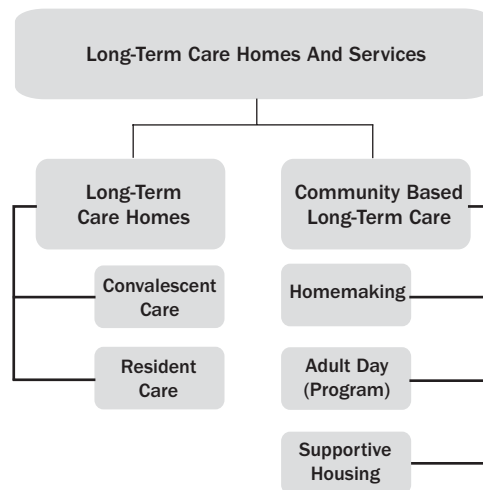 Long-Term Care Homes And Services
Long-Term
Care Homes
Convalescent
Care
Resident
Care
Community Based
Long-Term Care
Homemaking
Adult Day
(Program)
Supportive
Housing